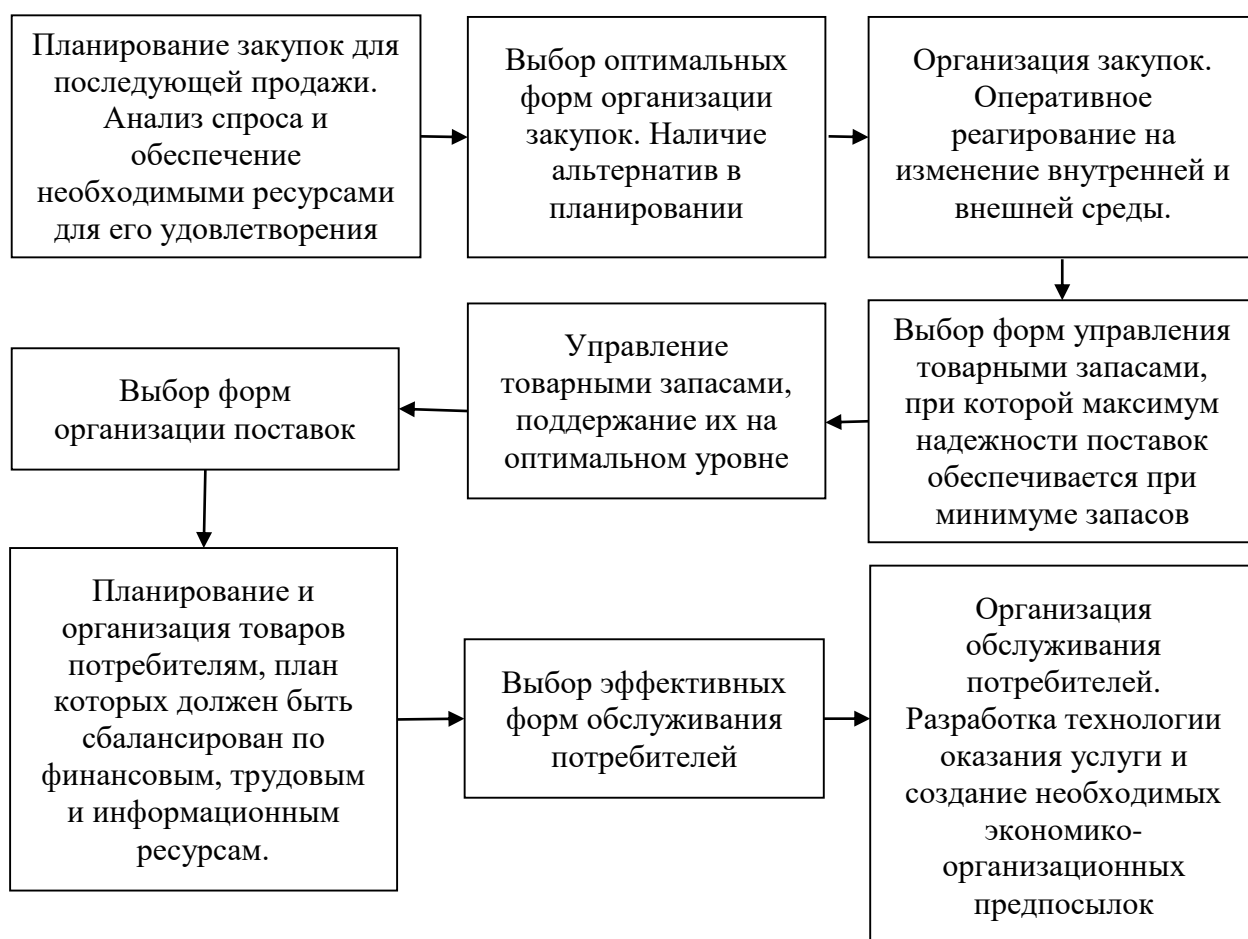 Планирование закупок для
последующей продажи.
Анализ спроса и
обеспечение
необходимыми ресурсами
для его удовлетворения
Выбор оптимальных
форм организации
закупок. Наличие
альтернатив в
планировании
Организация закупок.
Оперативное
реагирование на
изменение внутренней и
внешней среды.
Выбор форм управления
товарными запасами,
при которой максимум
надежности поставок
обеспечивается при
минимуме запасов
Управление
товарными запасами,
поддержание их на
оптимальном уровне
Выбор форм
организации поставок
Планирование и
организация товаров
потребителям, план
которых должен быть
сбалансирован по
финансовым, трудовым
и информационным
ресурсам.
Выбор эффективных
форм обслуживания
потребителей
Организация
обслуживания
потребителей.
Разработка технологии
оказания услуги и
создание необходимых
экономико-
организационных
предпосылок